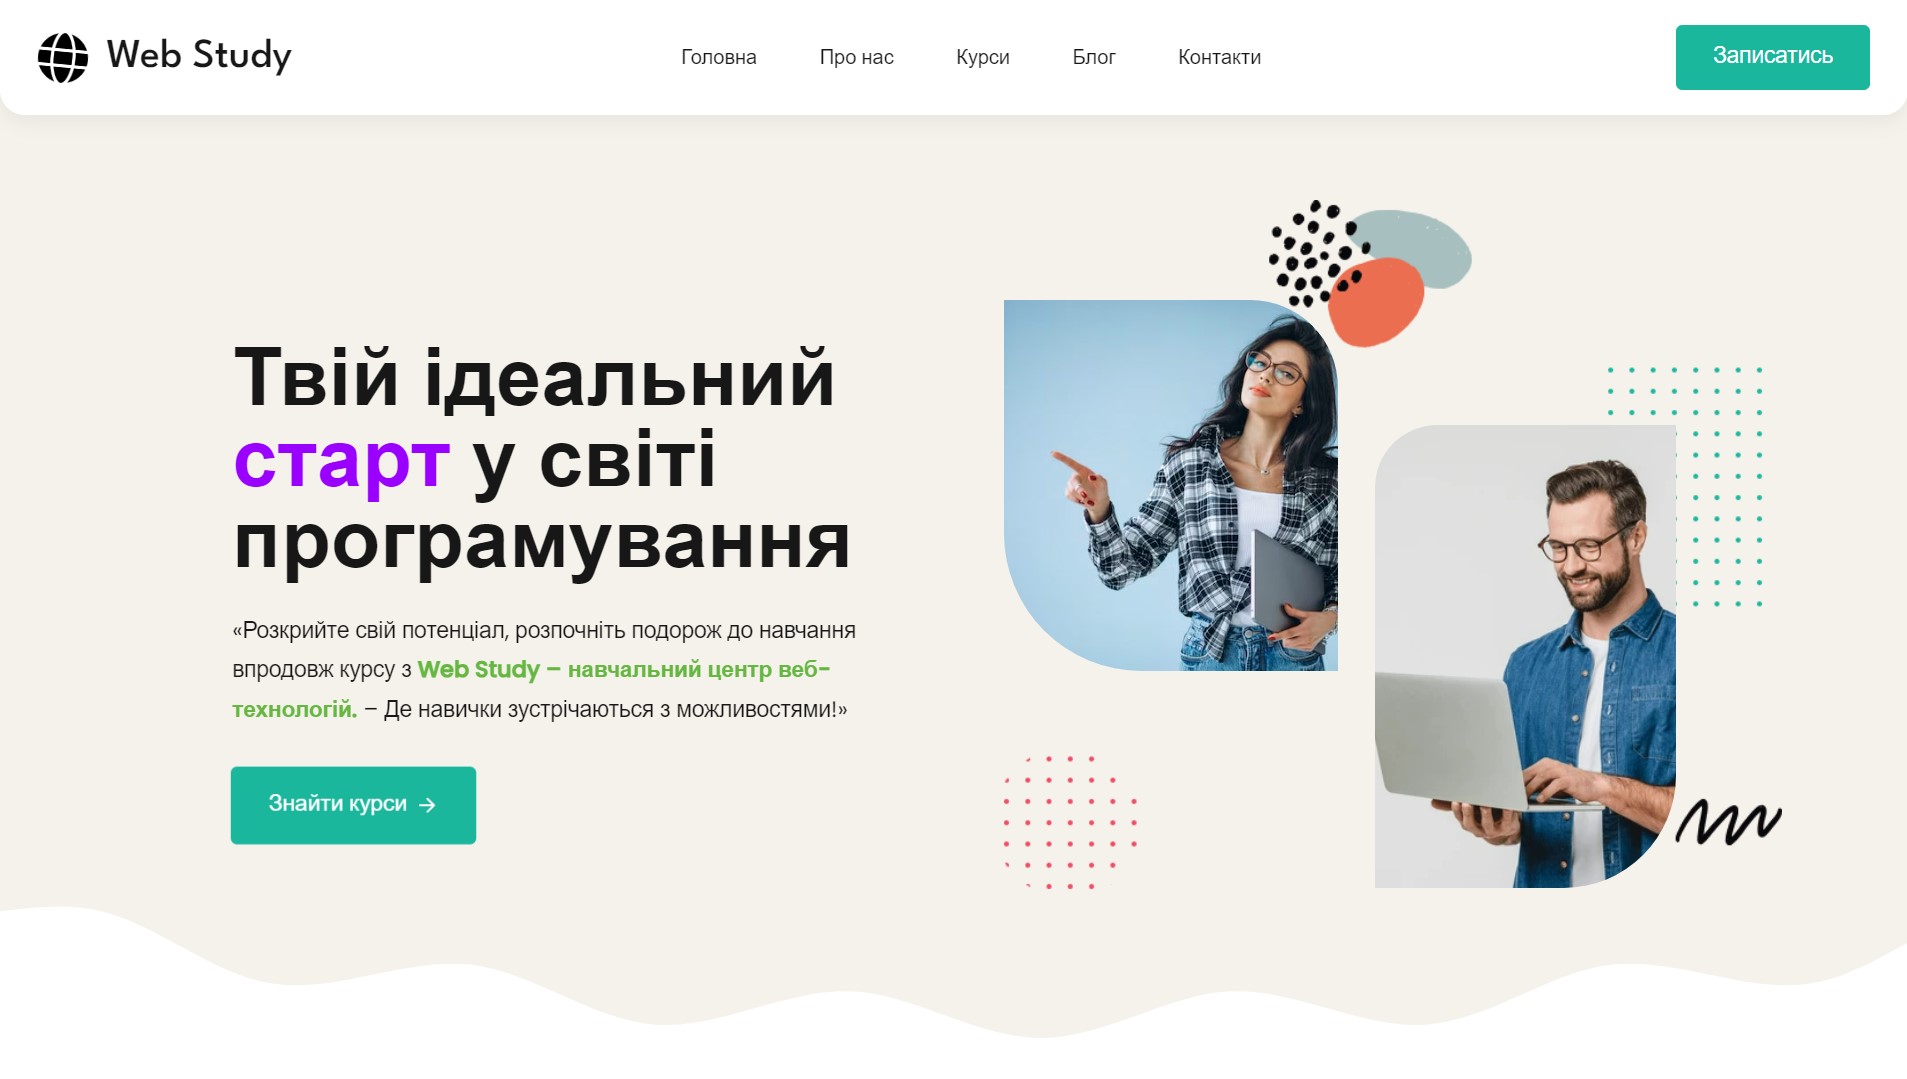 Web Study
Головна
Про нас
Курси
Блог
Контакти
Записатись
Твій ідеальний
старт у світі
програмування
«Розкрийте свій потенціал, розпочніть подорож до навчання
впродовж курсу з Web Study – навчальний центр веб-
технологій. – Де навички зустрічаються з можливостями!»
Знайти курси →